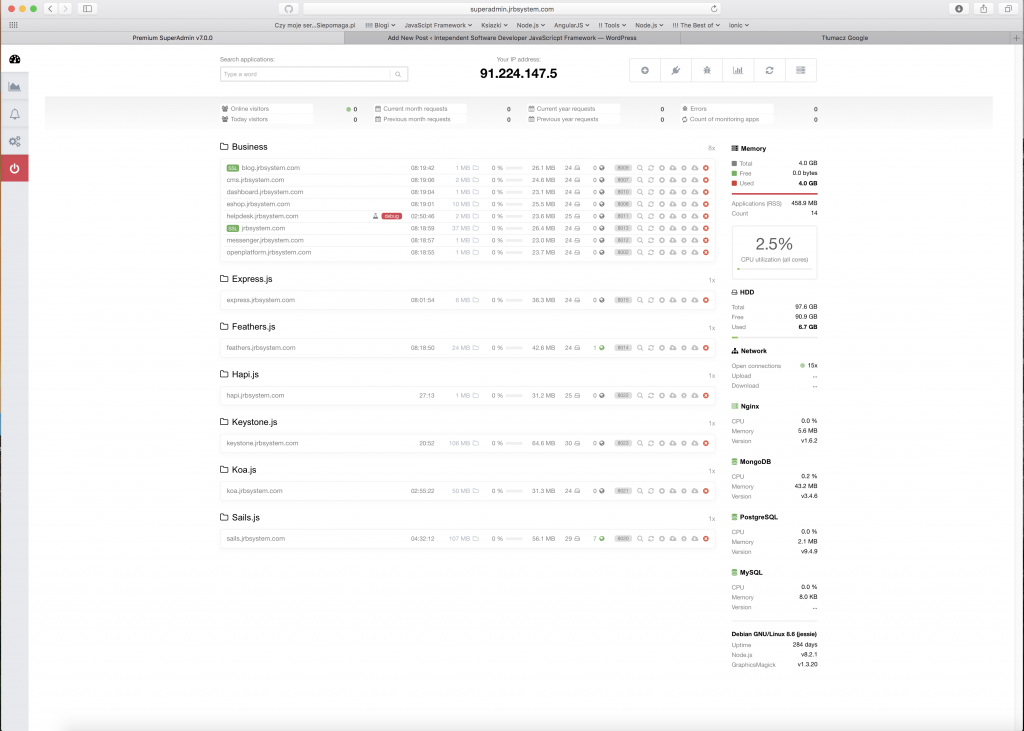 superadmin.jrbsystem.com
Czy moje ser...Siepomaga.pl !!!! Blogi JavaScipt Framework Ksiazki Node.js AngularJS !! Tools Node.js !!! The Best of ionic
Premium SuperAdmin v7.0.0 Add New Post ‹ Intependent Software Developer JavaScricpt Framework — WordPress Tłumacz Google
Search applications:
Type a word
Your IP address:
91.224.147.5
Online visitors 0 Current month requests 0 Current year requests 0 Errors 0
Today visitors 0 Previous month requests 0 Previous year requests 0 Count of monitoring apps 0
Business 8x
SSL blog.jrbsystem.com 08:19:42 1 MB 0 % 26.1 MB 24 0
cms.jrbsystem.com 08:19:06 2 MB 0 % 24.6 MB 24 0 8007
dashboard.jrbsystem.com 08:19:04 2 MB 0 % 23.1 MB 24 0 8010
eshop.jrbsystem.com 08:19:01 10 MB 0 % 25.5 MB 24 0
helpdesk.jrbsystem.com debug 02:50:46 2 MB 0 % 23.6 MB 25 0 8011
SSL jrbsystem.com 08:18:59 37 MB 0 % 26.4 MB 24 0 8013
messenger.jrbsystem.com 08:18:57 1 MB 0 % 23.0 MB 24 0 8012
openplatform.jrbsystem.com 08:18:55 1 MB 0 % 23.7 MB 24 0
Express.js 1x
express.jrbsystem.com 08:01:54 6 MB 0 % 36.3 MB 24 0
Feathers.js 1x
feathers.jrbsystem.com 08:18:50 24 MB 0 % 42.6 MB 24 1 8014
Hapi.js 1x
hapi.jrbsystem.com 27:13 1 MB 0 % 31.2 MB 25 0 8022
Keystone.js 1x
keystone.jrbsystem.com 20:52 108 MB 0 % 64.6 MB 30 0 8023
Koa.js 1x
koa.jrbsystem.com 02:55:22 50 MB 0 % 31.3 MB 24 0 8021
Sails.js 1x
sails.jrbsystem.com 04:32:12 107 MB 0 % 56.1 MB 29 7 8020
Memory
Total 4.0 GB
Free 0.0 bytes
Used 4.0 GB
Applications (RSS) 458.9 MB
Count 14
2.5%
CPU utilization (all cores)
HDD
Total 97.6 GB
Free 90.9 GB
Used 6.7 GB
Network
Open connections 15x
Upload ...
Download ...
Nginx
CPU 0.0 %
Memory 5.6 MB
Version v1.6.2
MongoDB
CPU 0.2 %
Memory 43.2 MB
Version v3.4.6
PostgreSQL
CPU 0.0 %
Memory 2.1 MB
Version v9.4.9
MySQL
CPU 0.0 %
Memory 8.0 KB
Version ...
Debian GNU/Linux 8.6 (jessie)
Uptime 284 days
Node.js v8.2.1
GraphicsMagick v1.3.20